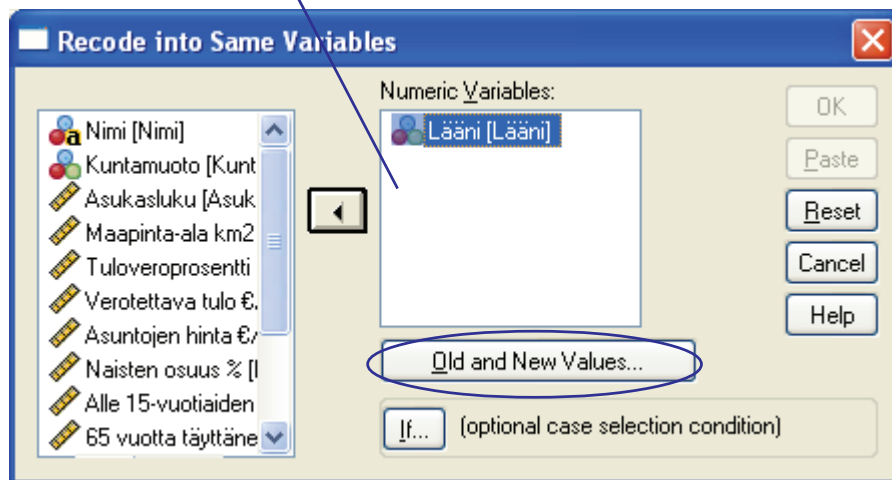 Recode into Same Variables
Numeric Variables:
Nimi [Nimi]
Kuntamuoto [Kunt
Asukasluku [Asuk
Maapinta-ala km2
Tuloveroprosentti
Verotettava tulo €.
Asuntojen hinta €/
Naisten osuus % [I
Alle 15-vuotiaiden
65 vuotta täyttäne
Lääni [Lääni]
Old and New Values...
If... (optional case selection condition)
OK
Paste
Reset
Cancel
Help